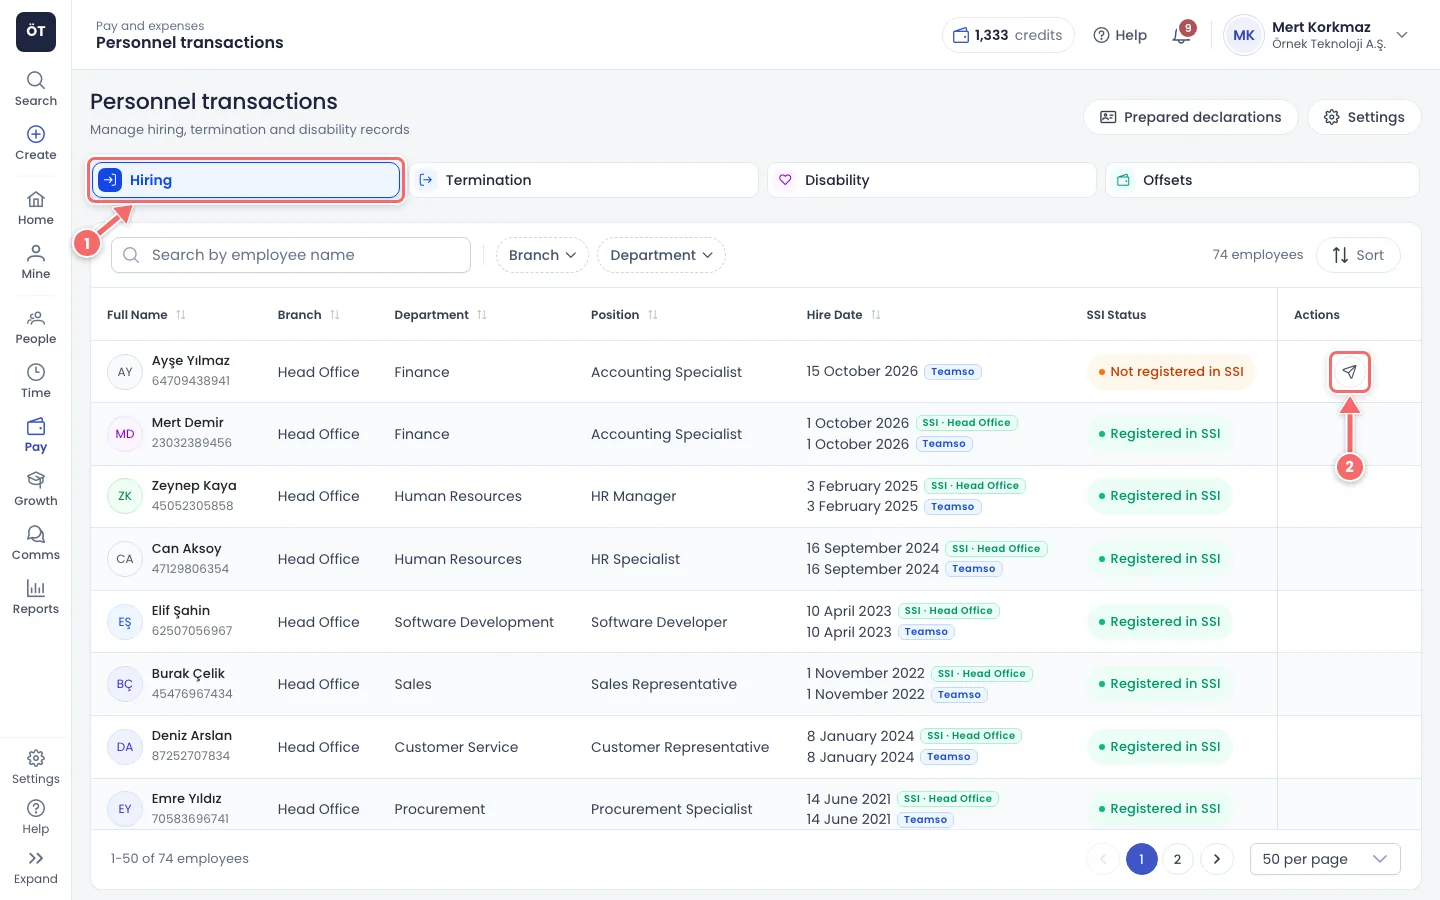 ÖT
Search
Create
Home
Mine
People
Time
Pay
Growth
Comms
Reports
Settings
Help
Expand
Pay and expenses
Personnel transactions
1,333 credits
Help
9
MK
Mert Korkmaz
Örnek Teknoloji A.Ş.
Personnel transactions
Manage hiring, termination and disability records
Prepared declarations
Settings
Hiring
Termination
Disability
Offsets
1
Search by employee name
Branch
Department
74 employees
Sort
Full Name Branch Department Position Hire Date SSI Status Actions
AY Ayşe Yılmaz
64709438941
Head Office Finance Accounting Specialist
15 October 2026 Teamso
Not registered in SSI
MD Mert Demir
23032389456
Head Office Finance Accounting Specialist
1 October 2026 SSI · Head Office
1 October 2026 Teamso
Registered in SSI
2
ZK Zeynep Kaya
45052305858
Head Office Human Resources HR Manager
3 February 2025 SSI · Head Office
3 February 2025 Teamso
Registered in SSI
CA Can Aksoy
47129806354
Head Office Human Resources HR Specialist
16 September 2024 SSI · Head Office
16 September 2024 Teamso
Registered in SSI
EŞ Elif Şahin
62507056967
Head Office Software Development Software Developer
10 April 2023 SSI · Head Office
10 April 2023 Teamso
Registered in SSI
BÇ Burak Çelik
45476967434
Head Office Sales Sales Representative
1 November 2022 SSI · Head Office
1 November 2022 Teamso
Registered in SSI
DA Deniz Arslan
87252707834
Head Office Customer Service Customer Representative
8 January 2024 SSI · Head Office
8 January 2024 Teamso
Registered in SSI
EY Emre Yıldız
70583696741
Head Office Procurement Procurement Specialist
14 June 2021 SSI · Head Office
14 June 2021 Teamso
Registered in SSI
1-50 of 74 employees
1 2
50 per page